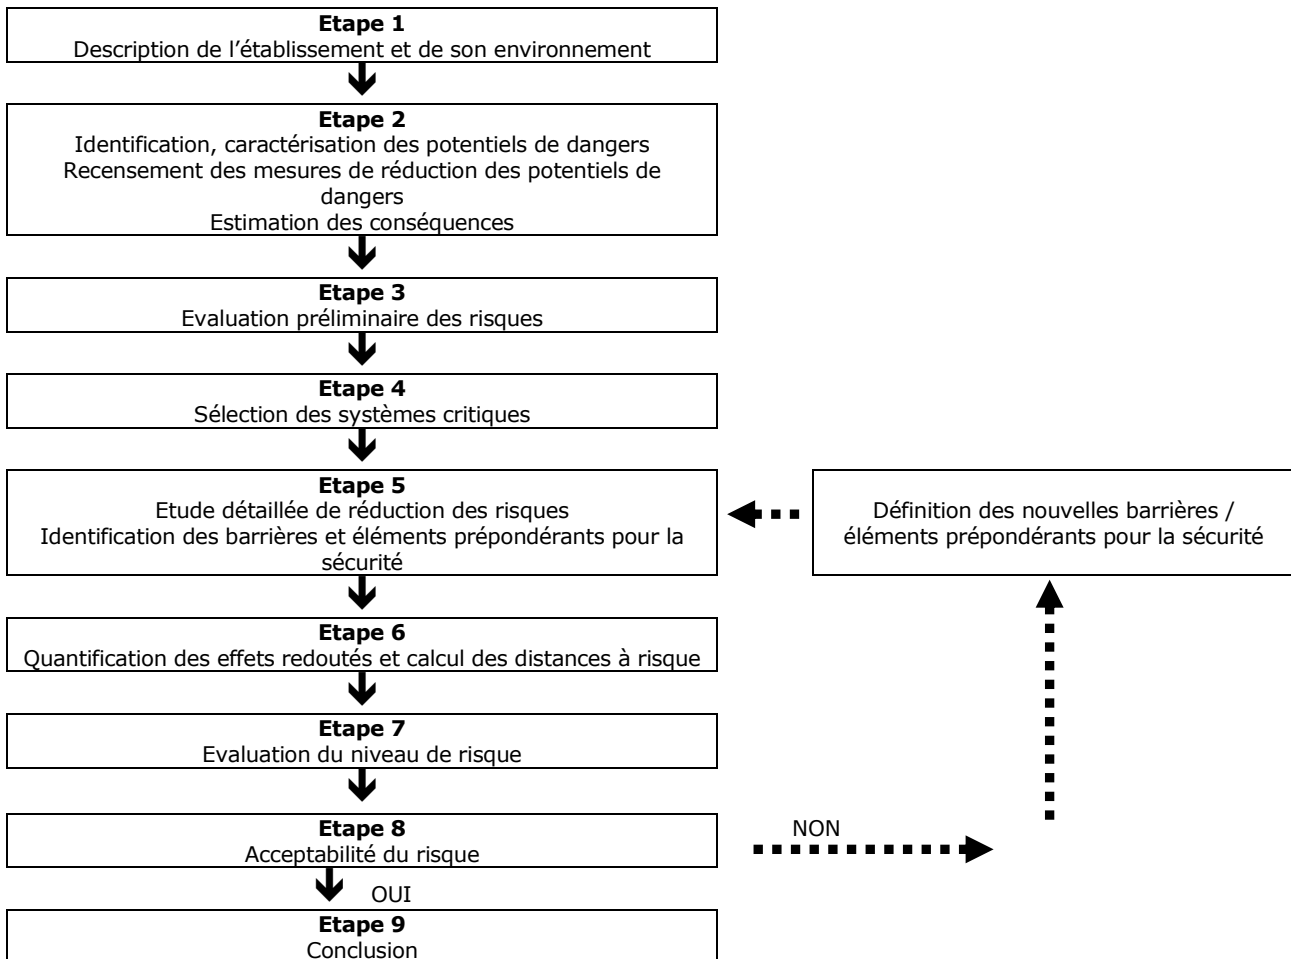 Etape 1
Description de l’établissement et de son environnement
Etape 2
Identification, caractérisation des potentiels de dangers
Recensement des mesures de réduction des potentiels de
dangers
Estimation des conséquences
Etape 3
Evaluation préliminaire des risques
Etape 4
Sélection des systèmes critiques
Etape 5
Etude détaillée de réduction des risques
Identification des barrières et éléments prépondérants pour la
sécurité
Définition des nouvelles barrières /
éléments prépondérants pour la sécurité
Etape 6
Quantification des effets redoutés et calcul des distances à risque
Etape 7
Evaluation du niveau de risque
Etape 8
Acceptabilité du risque
NON
OUI
Etape 9
Conclusion